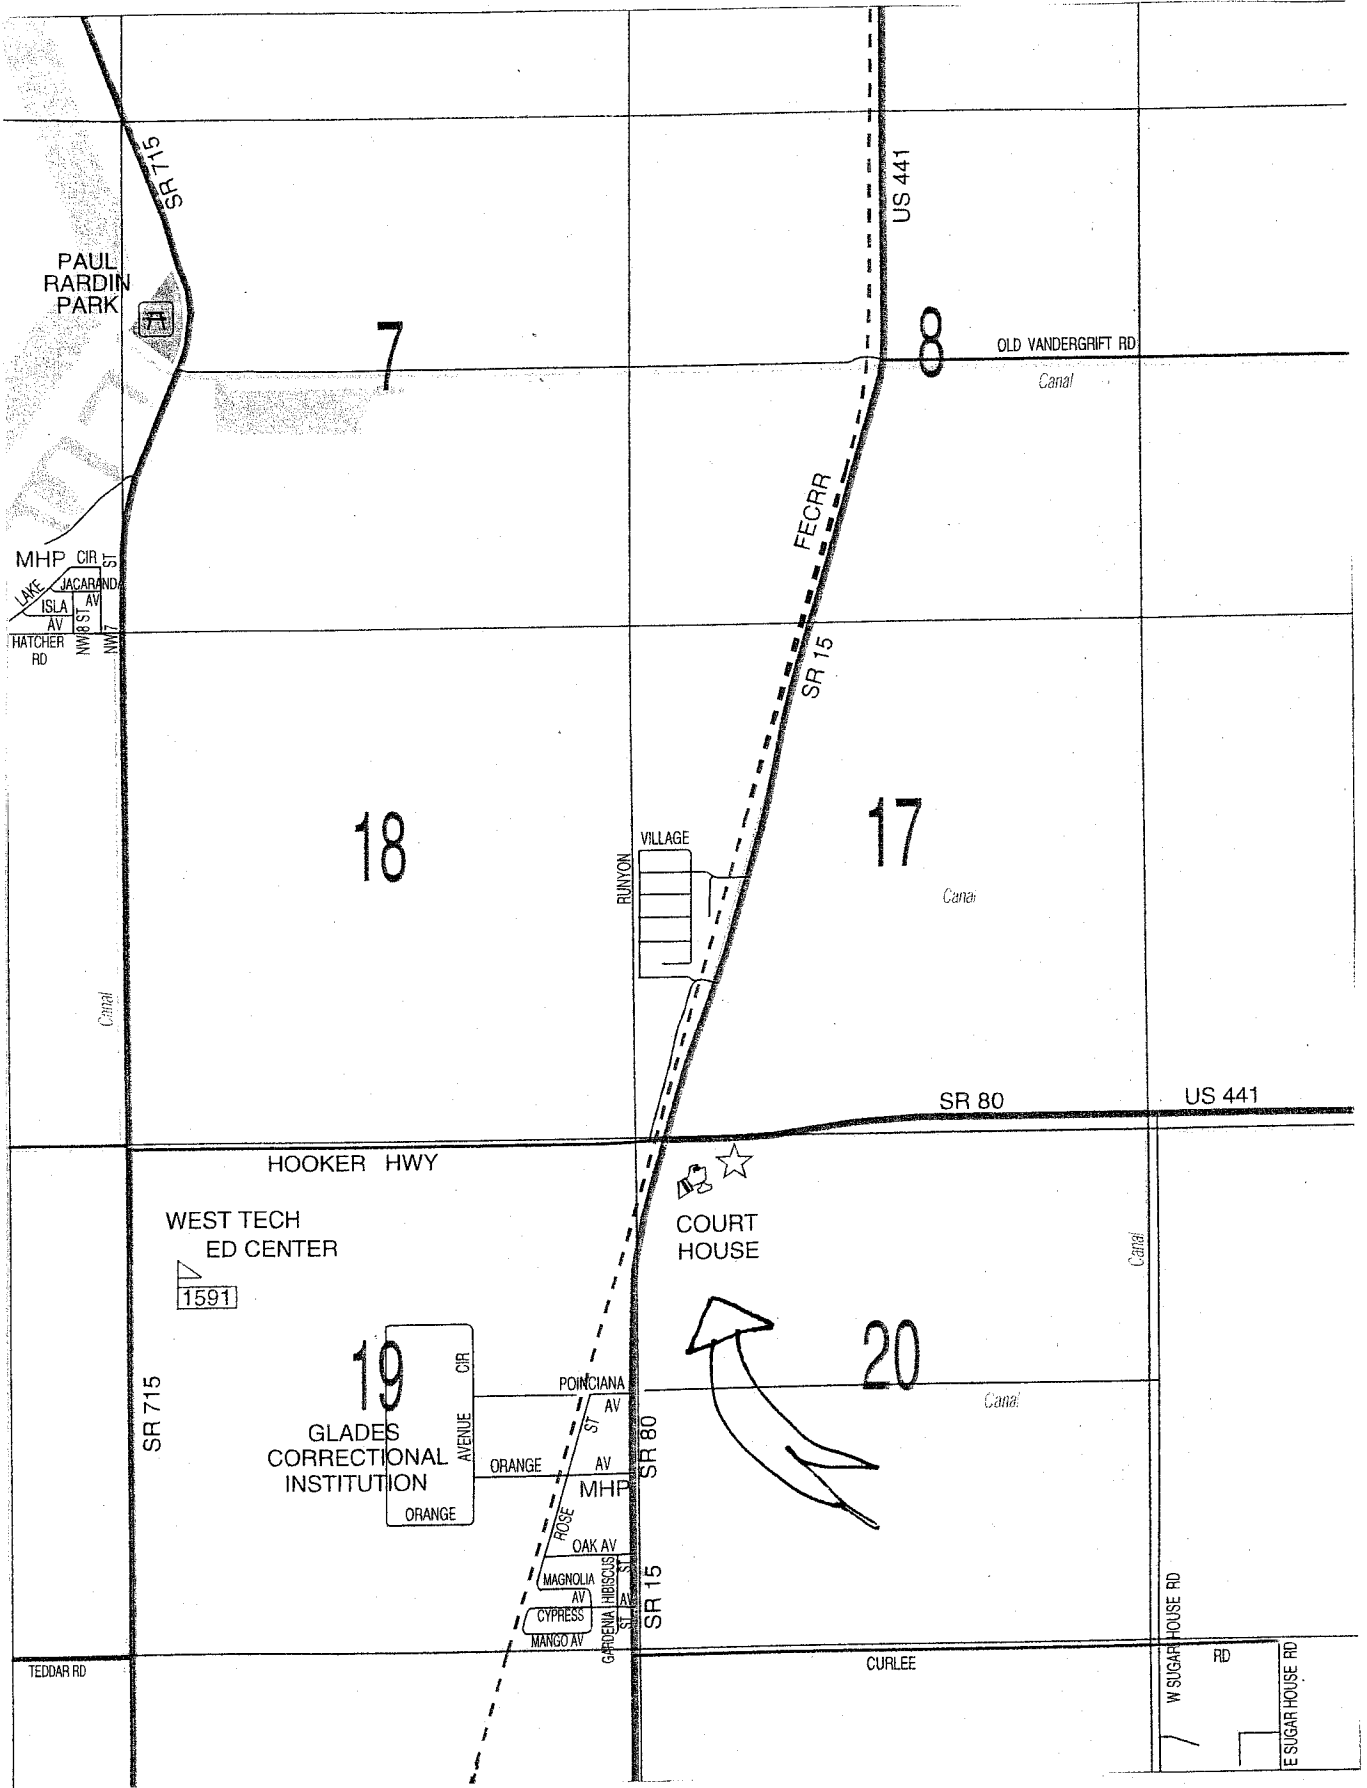 SR 715
US 441
PAUL
RARDIN
PARK
7
8
OLD VANDERGRIFT RD
Canal
FECRR
MHP
CIR
ST
LAKE
JACARANDA
AV
ISLA
AV
NW 8 ST
NW 7
HATCHER
RD
SR 15
18
17
VILLAGE
RUNYON
Canal
Canal
SR 80
US 441
HOOKER HWY
WEST TECH
ED CENTER
1591
COURT
HOUSE
Canal
19
CIR
AVENUE
20
POINCIANA
AV
ST
Canal
SR 715
GLADES
CORRECTIONAL
INSTITUTION
SR 80
ORANGE
AV
MHP
ORANGE
ROSE
OAK AV
HIBISCUS
ST
MAGNOLIA
AV
AV
CYPRESS
GARDENIA
ST
MANGO AV
SR 15
W SUGAR HOUSE RD
TEDDAR RD
CURLEE
RD
E SUGAR HOUSE RD